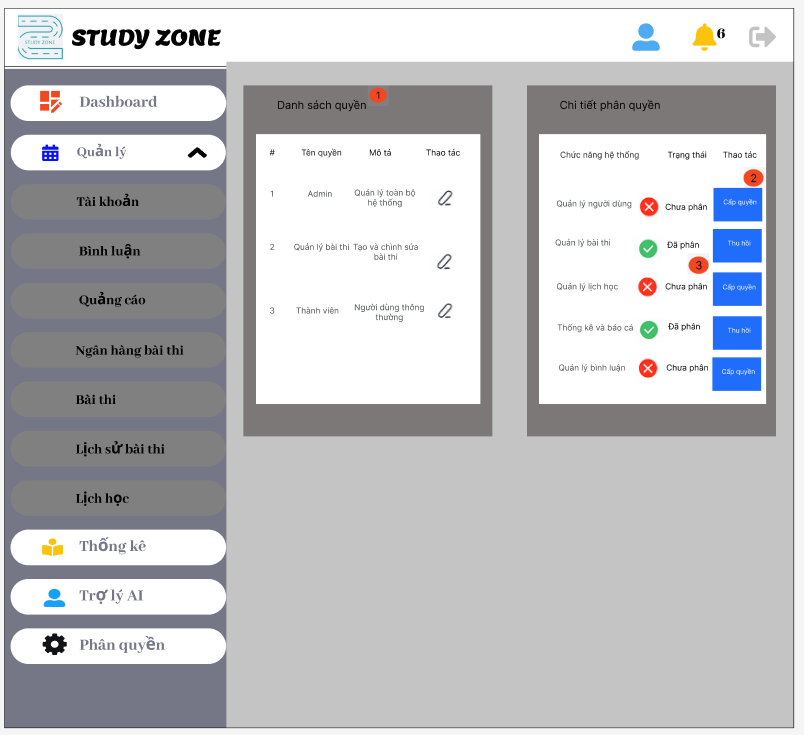 STUDY ZONE
STUDY ZONE
6
Dashboard
Quản lý
Tài khoản
Bình luận
Quảng cáo
Ngân hàng bài thi
Bài thi
Lịch sử bài thi
Lịch học
Thống kê
Trợ lý AI
Phân quyền
Danh sách quyền
1
# Tên quyền Mô tả Thao tác
1 Admin Quản lý toàn bộ
hệ thống
2 Quản lý bài thi Tạo và chỉnh sửa
bài thi
3 Thành viên Người dùng thông
thường
Chi tiết phân quyền
Chức năng hệ thống Trạng thái Thao tác
2
Quản lý người dùng Chưa phân Cấp quyền
Quản lý bài thi Đã phân Thu hồi
3
Quản lý lịch học Chưa phân Cấp quyền
Thống kê và báo cá Đã phân Thu hồi
Quản lý bình luận Chưa phân Cấp quyền